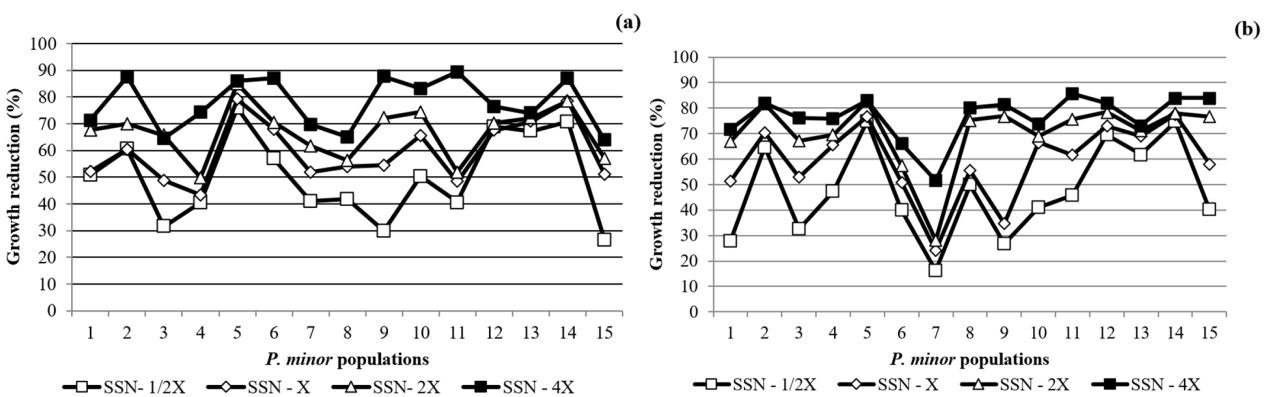 (a)
Growth reduction (%)
100
90
80
70
60
50
40
30
20
10
0
1 2 3 4 5 6 7 8 9 10 11 12 13 14 15
P. minor populations
SSN- 1/2X SSN - X SSN- 2X SSN - 4X
(b)
Growth reduction (%)
100
90
80
70
60
50
40
30
20
10
0
1 2 3 4 5 6 7 8 9 10 11 12 13 14 15
P. minor populations
SSN - 1/2X SSN - X SSN - 2X SSN - 4X